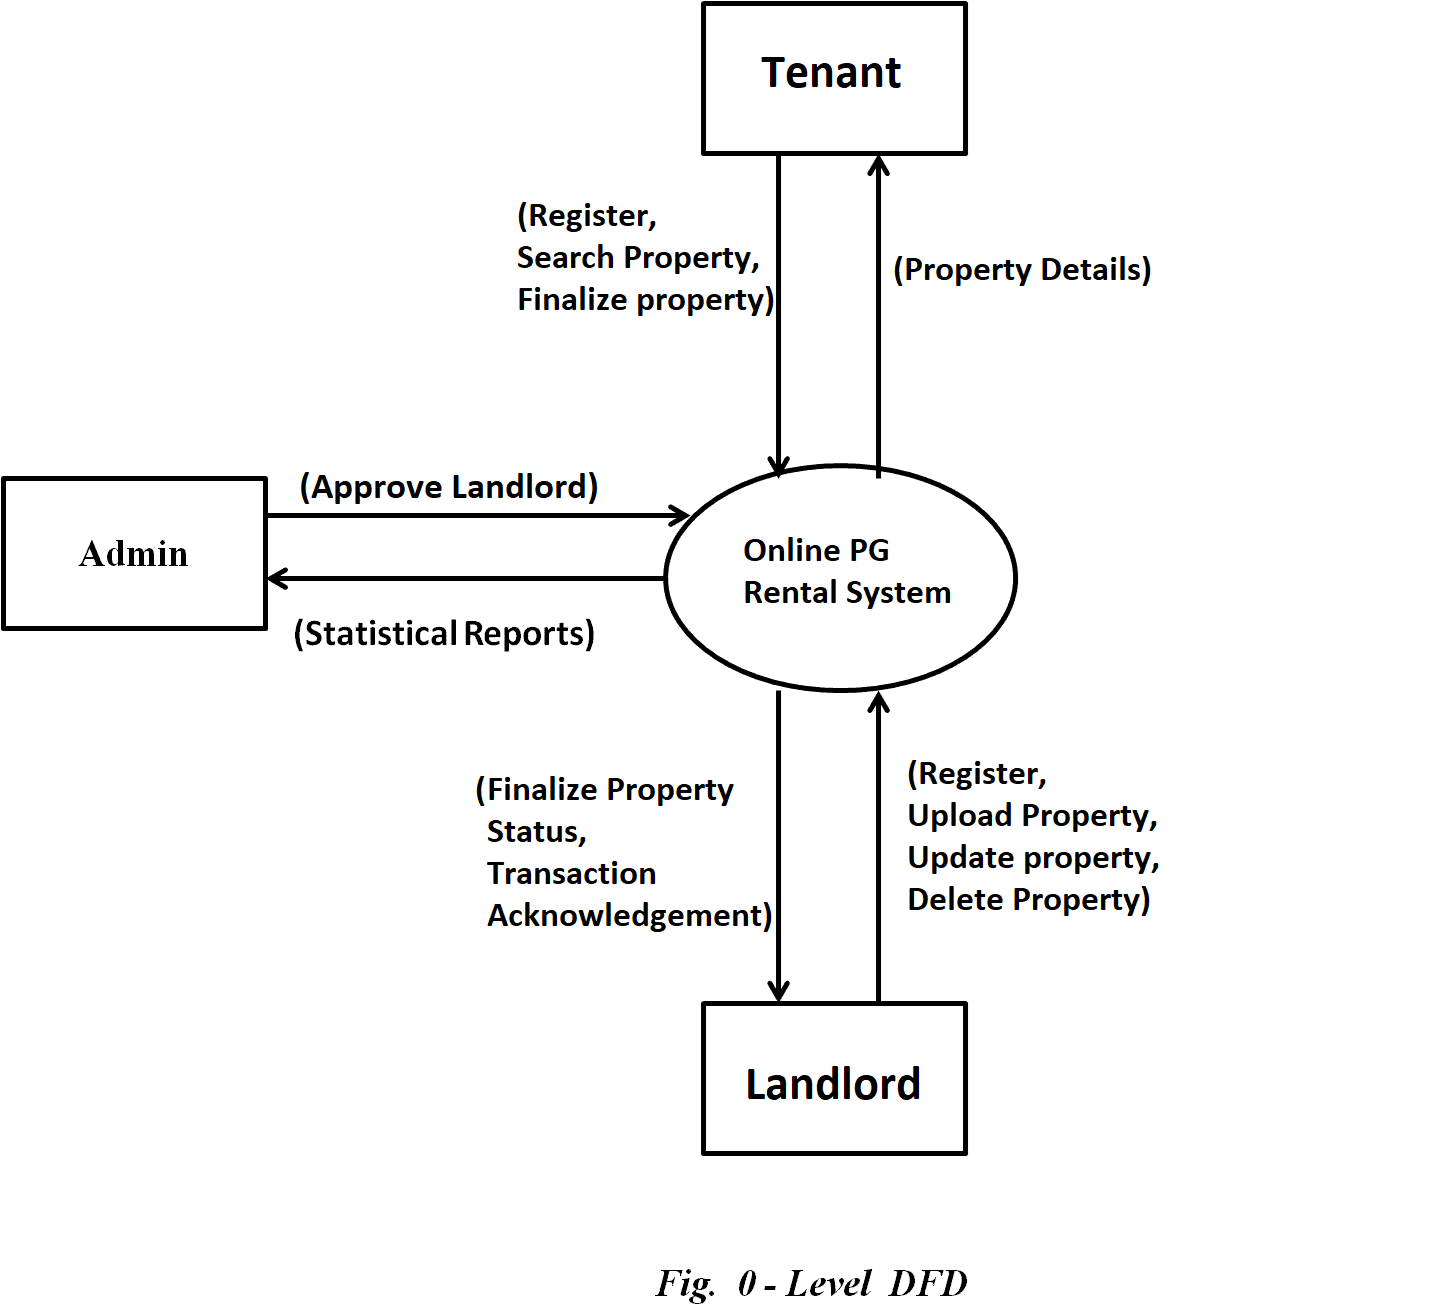 Tenant
(Register,
Search Property,
Finalize property)
(Property Details)
(Approve Landlord)
Admin
Online PG
Rental System
(Statistical Reports)
(Finalize Property
Status,
Transaction
Acknowledgement)
(Register,
Upload Property,
Update property,
Delete Property)
Landlord
Fig. 0 - Level DFD